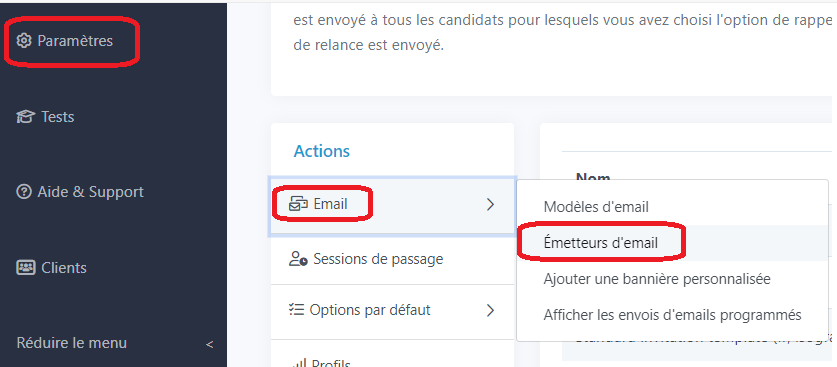 est envoyé à tous les candidats pour lesquels vous avez choisi l'option de rappe
de relance est envoyé.
Paramètres
Tests
Aide & Support
Clients
Réduire le menu <
Actions
Email >
Sessions de passage
Options par défaut >
Profils
Nom
Modèles d'email
Émetteurs d'email
Ajouter une bannière personnalisée
Afficher les envois d'emails programmés